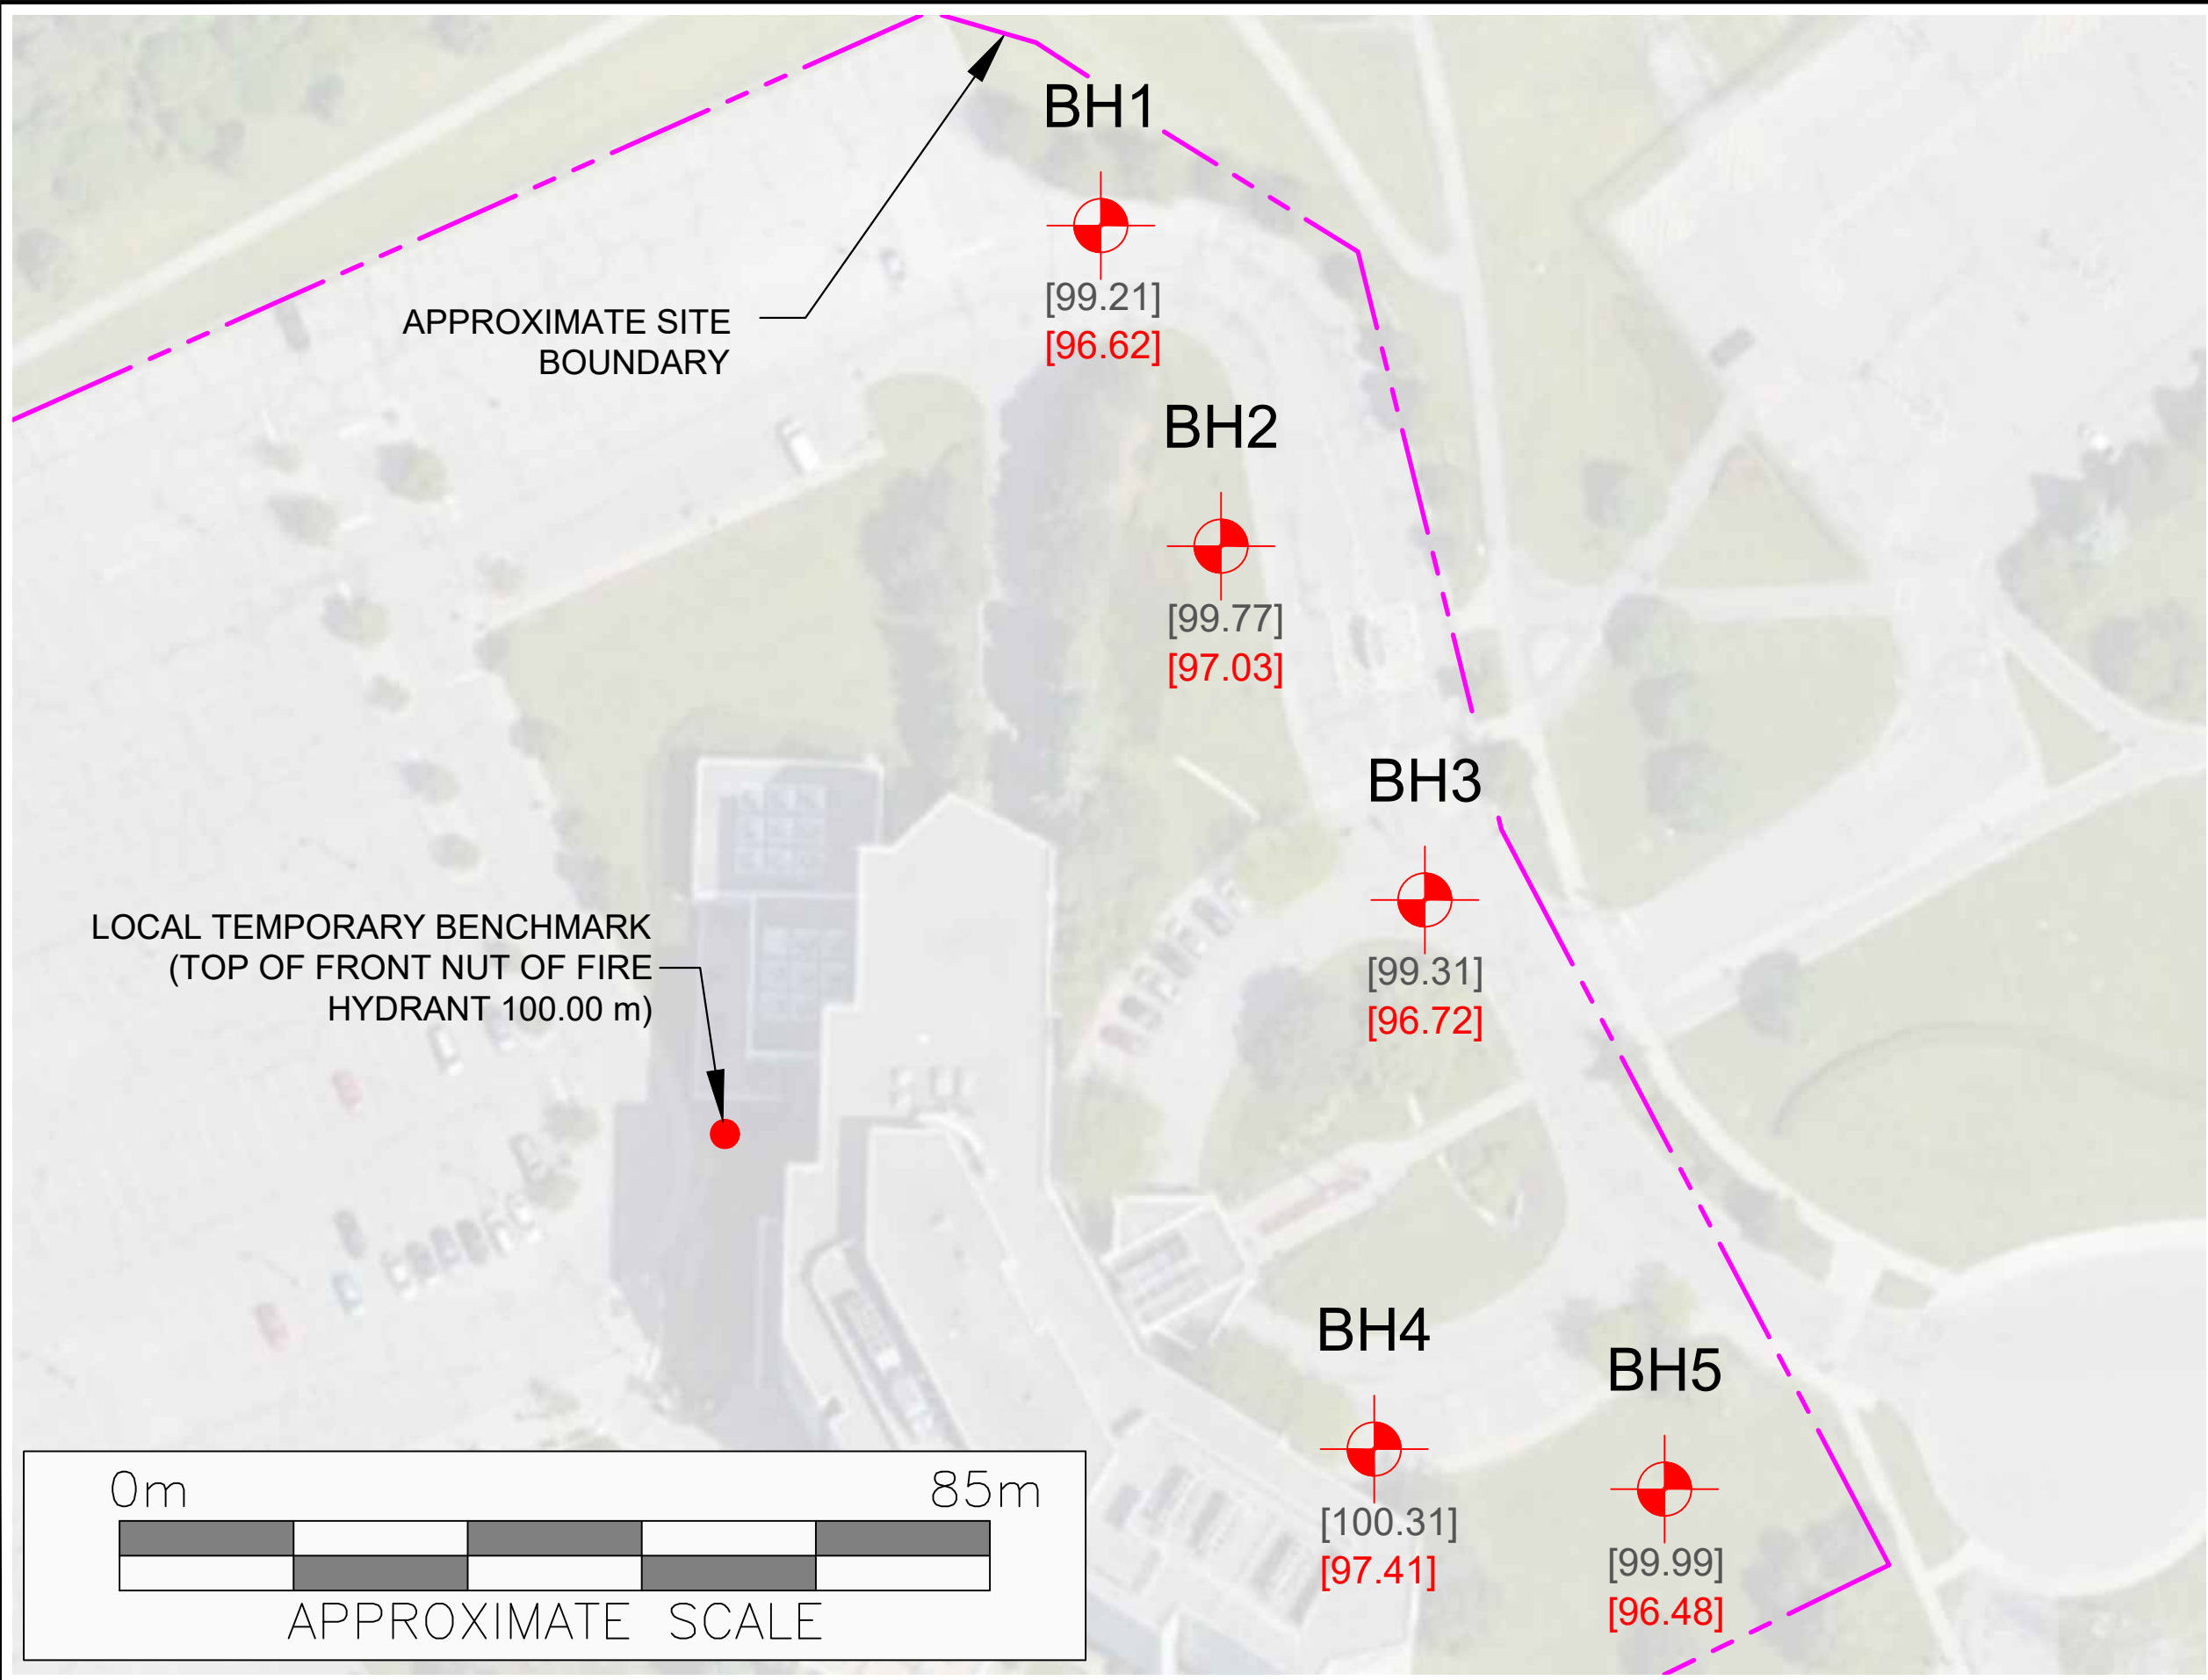 BH1
[99.21]
[96.62]
APPROXIMATE SITE
BOUNDARY
BH2
[99.77]
[97.03]
BH3
[99.31]
[96.72]
LOCAL TEMPORARY BENCHMARK
(TOP OF FRONT NUT OF FIRE
HYDRANT 100.00 m)
BH4
[100.31]
[97.41]
BH5
[99.99]
[96.48]
0m 85m
APPROXIMATE SCALE